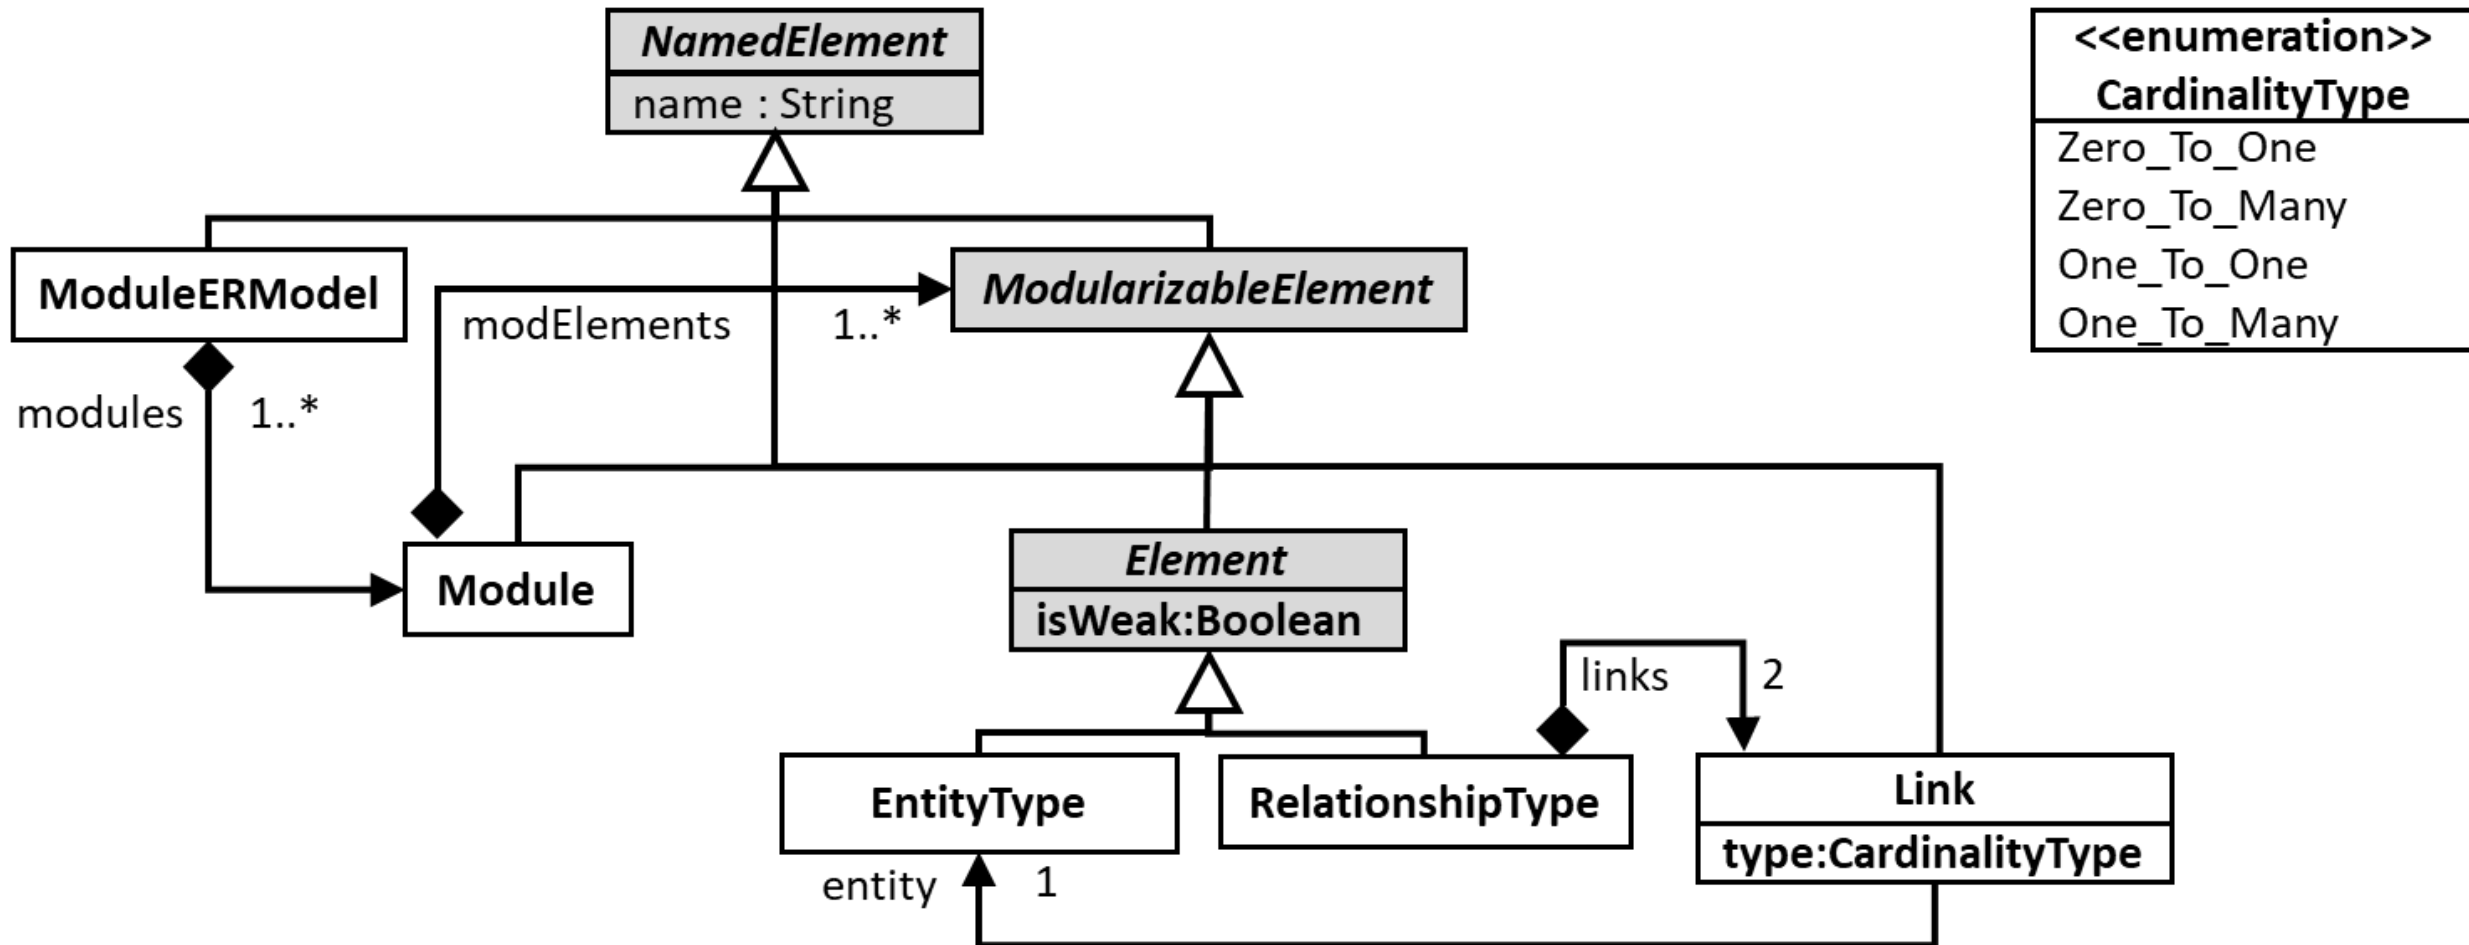 NamedElement
name : String
<<enumeration>>
CardinalityType
Zero_To_One
Zero_To_Many
One_To_One
One_To_Many
ModuleERModel
ModularizableElement
modElements
1..*
modules
1..*
Module
Element
isWeak:Boolean
links
2
EntityType
RelationshipType
Link
type:CardinalityType
entity
1